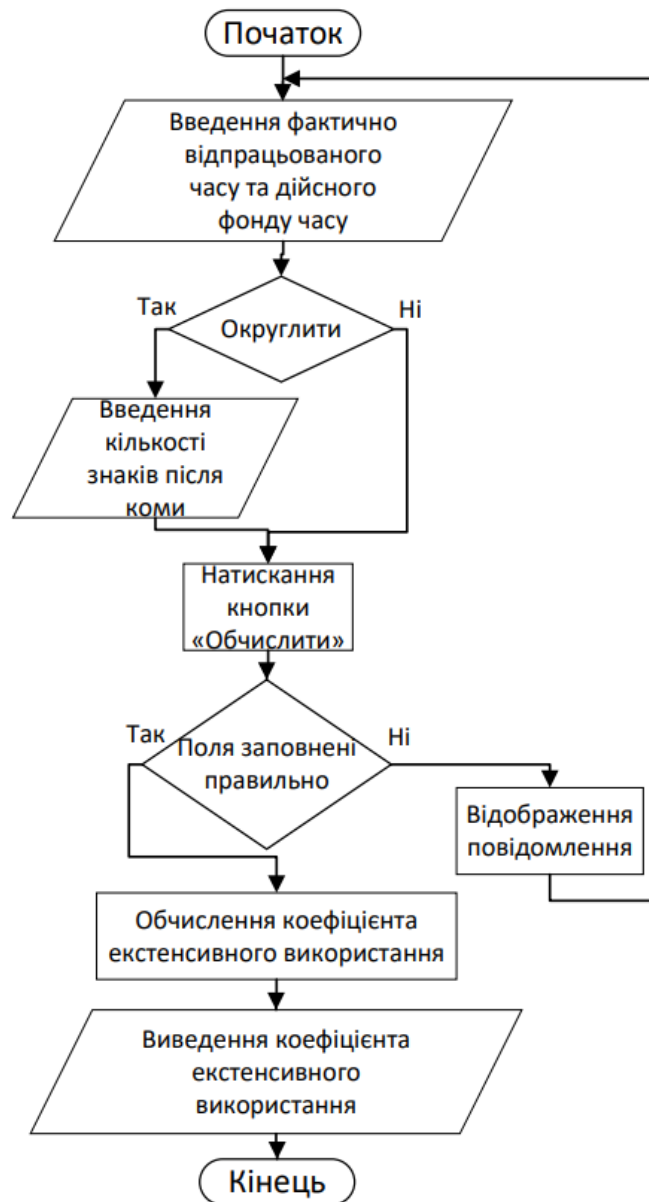 Початок
Введення фактично
відпрацьованого
часу та дійсного
фонду часу
Так
Ні
Округлити
Введення
кількості
знаків після
коми
Натискання
кнопки
«Обчислити»
Так
Ні
Поля заповнені
правильно
Відображення
повідомлення
Обчислення коефіцієнта
екстенсивного використання
Виведення коефіцієнта
екстенсивного
використання
Кінець